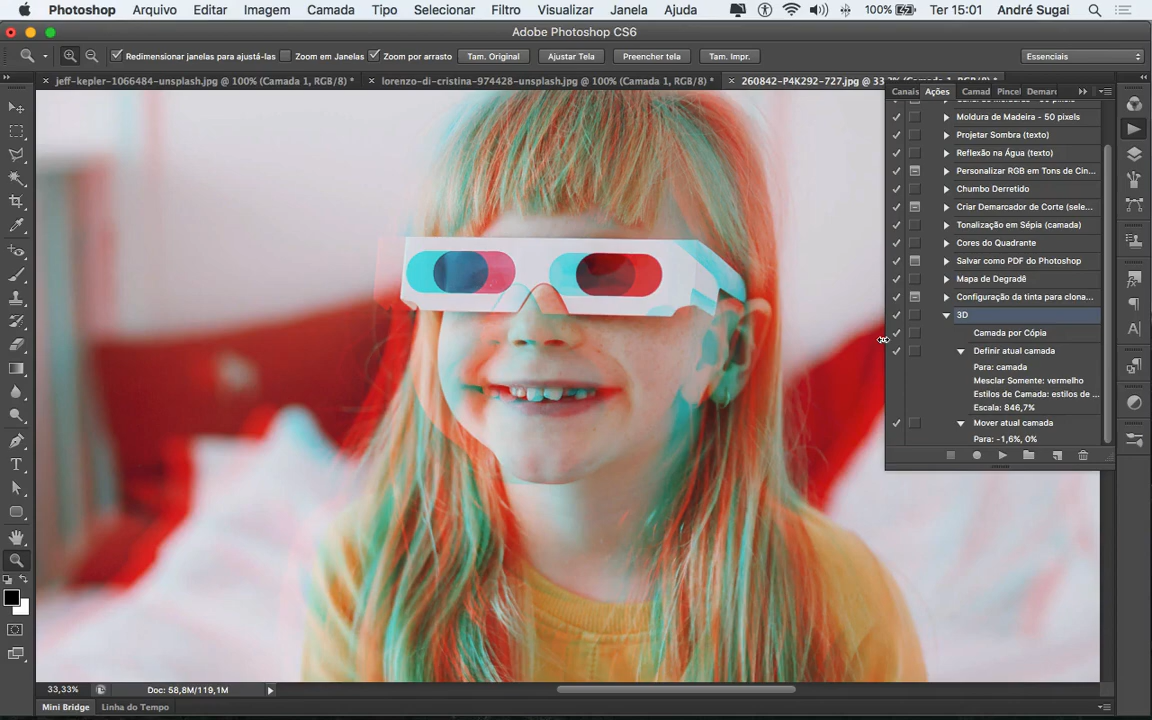 Photoshop Arquivo Editar Imagem Camada Tipo Selecionar Filtro Visualizar Janela Ajuda 100% Ter 15:01 André Sugai
Adobe Photoshop CS6
Redimensionar janelas para ajustá-las Zoom em Janelas Zoom por arrasto Tam. Original Ajustar Tela Preencher tela Tam. Impr. Essenciais
jeff-kepler-1066484-unsplash.jpg @ 100% (Camada 1, RGB/8) * lorenzo-di-cristina-974428-unsplash.jpg @ 100% (Camada 1, RGB/8) * 260842-P4K292-727.jpg @ 33,
Canais Ações Camad Pincel Demar
Moldura de Madeira - 50 pixels
Projetar Sombra (texto)
Reflexão na Água (texto)
Personalizar RGB em Tons de Cin...
Chumbo Derretido
Criar Demarcador de Corte (sele...
Tonalização em Sépia (camada)
Cores do Quadrante
Salvar como PDF do Photoshop
Mapa de Degradê
Configuração da tinta para clona...
3D
Camada por Cópia
Definir atual camada
Para: camada
Mesclar Somente: vermelho
Estilos de Camada: estilos de ...
Escala: 846,7%
Mover atual camada
Para: -1,6%, 0%
33,33% Doc: 58,8M/119,1M
Mini Bridge Linha do Tempo